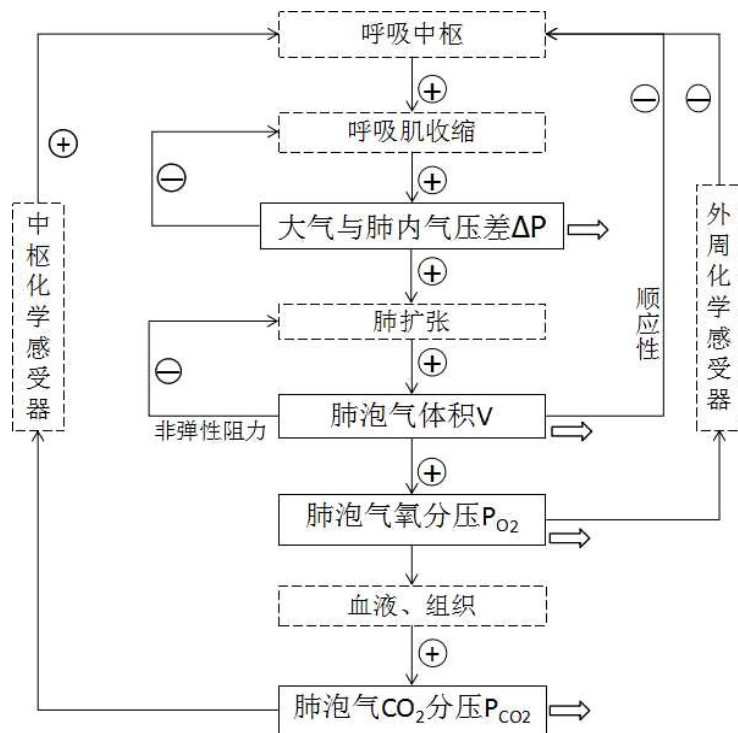 呼吸中枢
+
−
−
呼吸肌收缩
+
−
+
大气与肺内气压差ΔP
+
中枢化学感受器
外周化学感受器
顺应性
肺扩张
−
+
非弹性阻力
肺泡气体积V
+
肺泡气氧分压PO2
血液、组织
+
肺泡气CO2分压PCO2